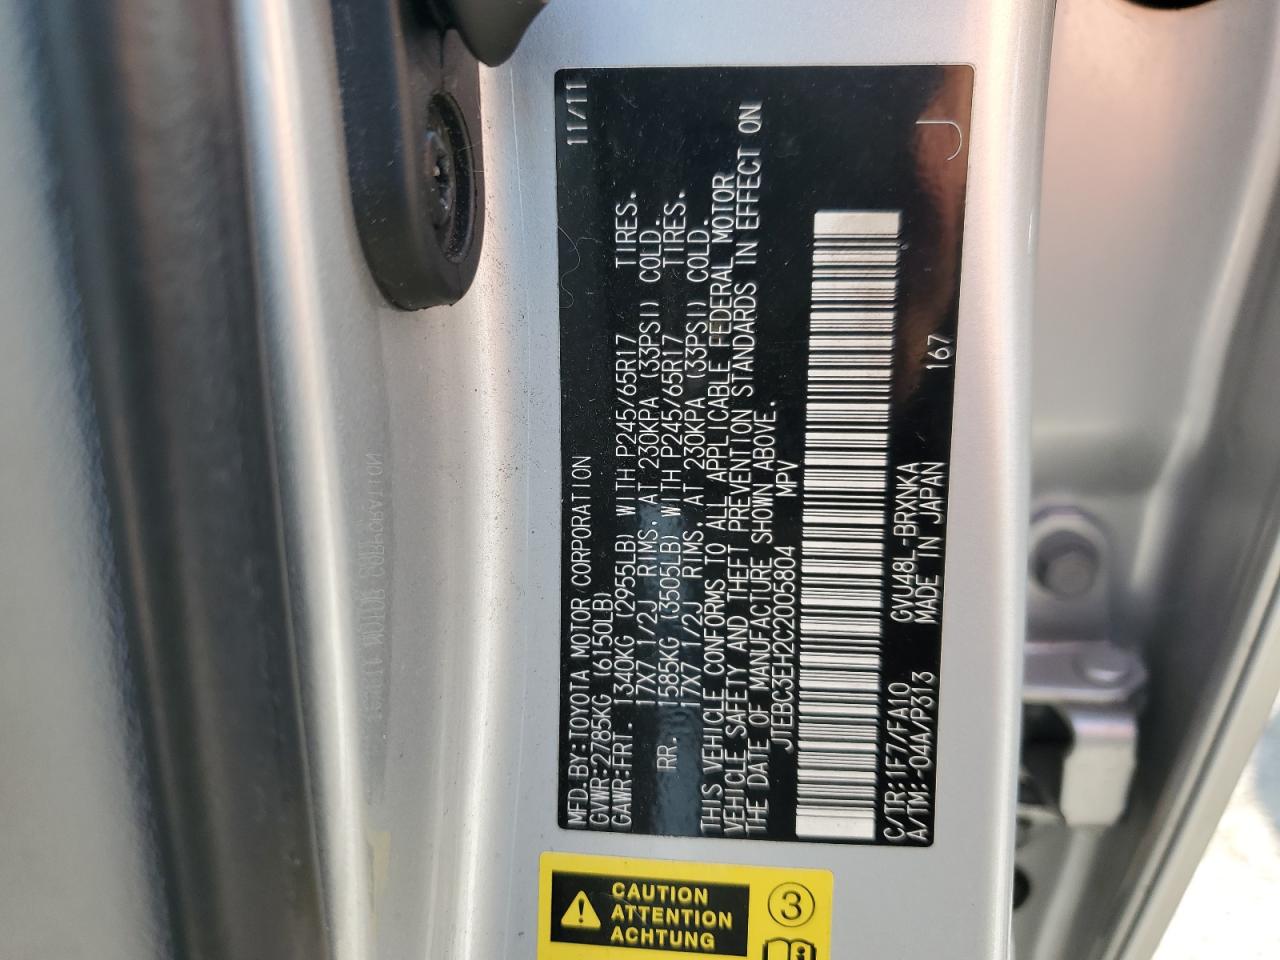 MFD.BY:TOYOTA MOTOR CORPORATION 11/11
GVWR:2785KG (6150LB)
GAWR:FRT. 1340KG (2955LB) WITH P245/65R17 TIRES.
17X7 1/2J RIMS. AT 230KPA (33PSI) COLD.
RR. 1585KG (3505LB) WITH P245/65R17 TIRES.
17X7 1/2J RIMS. AT 230KPA (33PSI) COLD.
THIS VEHICLE CONFORMS TO ALL APPLICABLE FEDERAL MOTOR
VEHICLE SAFETY AND THEFT PREVENTION STANDARDS IN EFFECT ON
THE DATE OF MANUFACTURE SHOWN ABOVE.
JTEBC3EH2C2005804 MPV
C/TR:1F7/FA10 GVU48L-BRXNKA 167
A/TM:-04A/P313 MADE IN JAPAN
J
CAUTION
ATTENTION
ACHTUNG
3